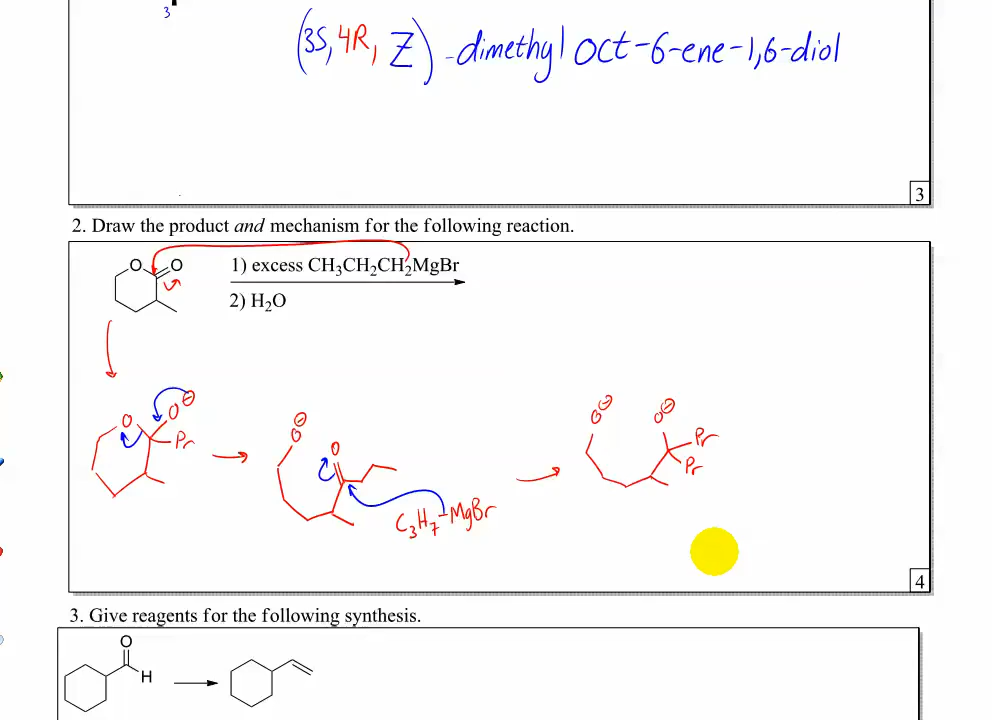 3
(3S, 4R, Z) -dimethyl oct-6-ene-1,6-diol
3
2. Draw the product and mechanism for the following reaction.
O O 1) excess CH₃CH₂CH₂MgBr
2) H₂O
O O⊖ Pr
O⊖ O
C₃H₇-MgBr
O⊖ O⊖ Pr
Pr
4
3. Give reagents for the following synthesis.
O
H